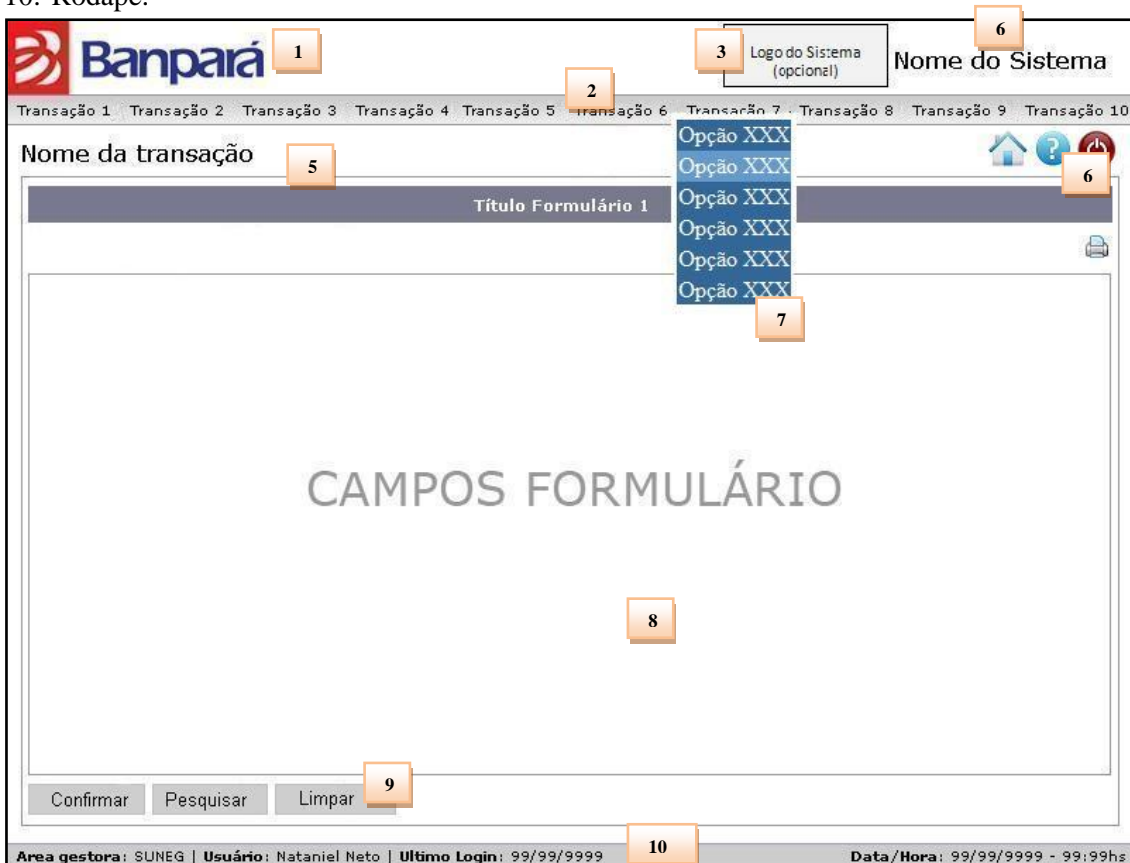 10. Rodapé.
6
Banpará
1
3
Logo do Sistema
(opcional)
Nome do Sistema
2
Transação 1 Transação 2 Transação 3 Transação 4 Transação 5 Transação 6 Transação 7 Transação 8 Transação 9 Transação 10
Nome da transação
5
?
6
Opção XXX
Opção XXX
Opção XXX
Opção XXX
Opção XXX
Opção XXX
7
Título Formulário 1
CAMPOS FORMULÁRIO
8
Confirmar Pesquisar Limpar
9
10
Area gestora: SUNEG | Usuário: Nataniel Neto | Ultimo Login: 99/99/9999 Data/Hora: 99/99/9999 - 99:99hs